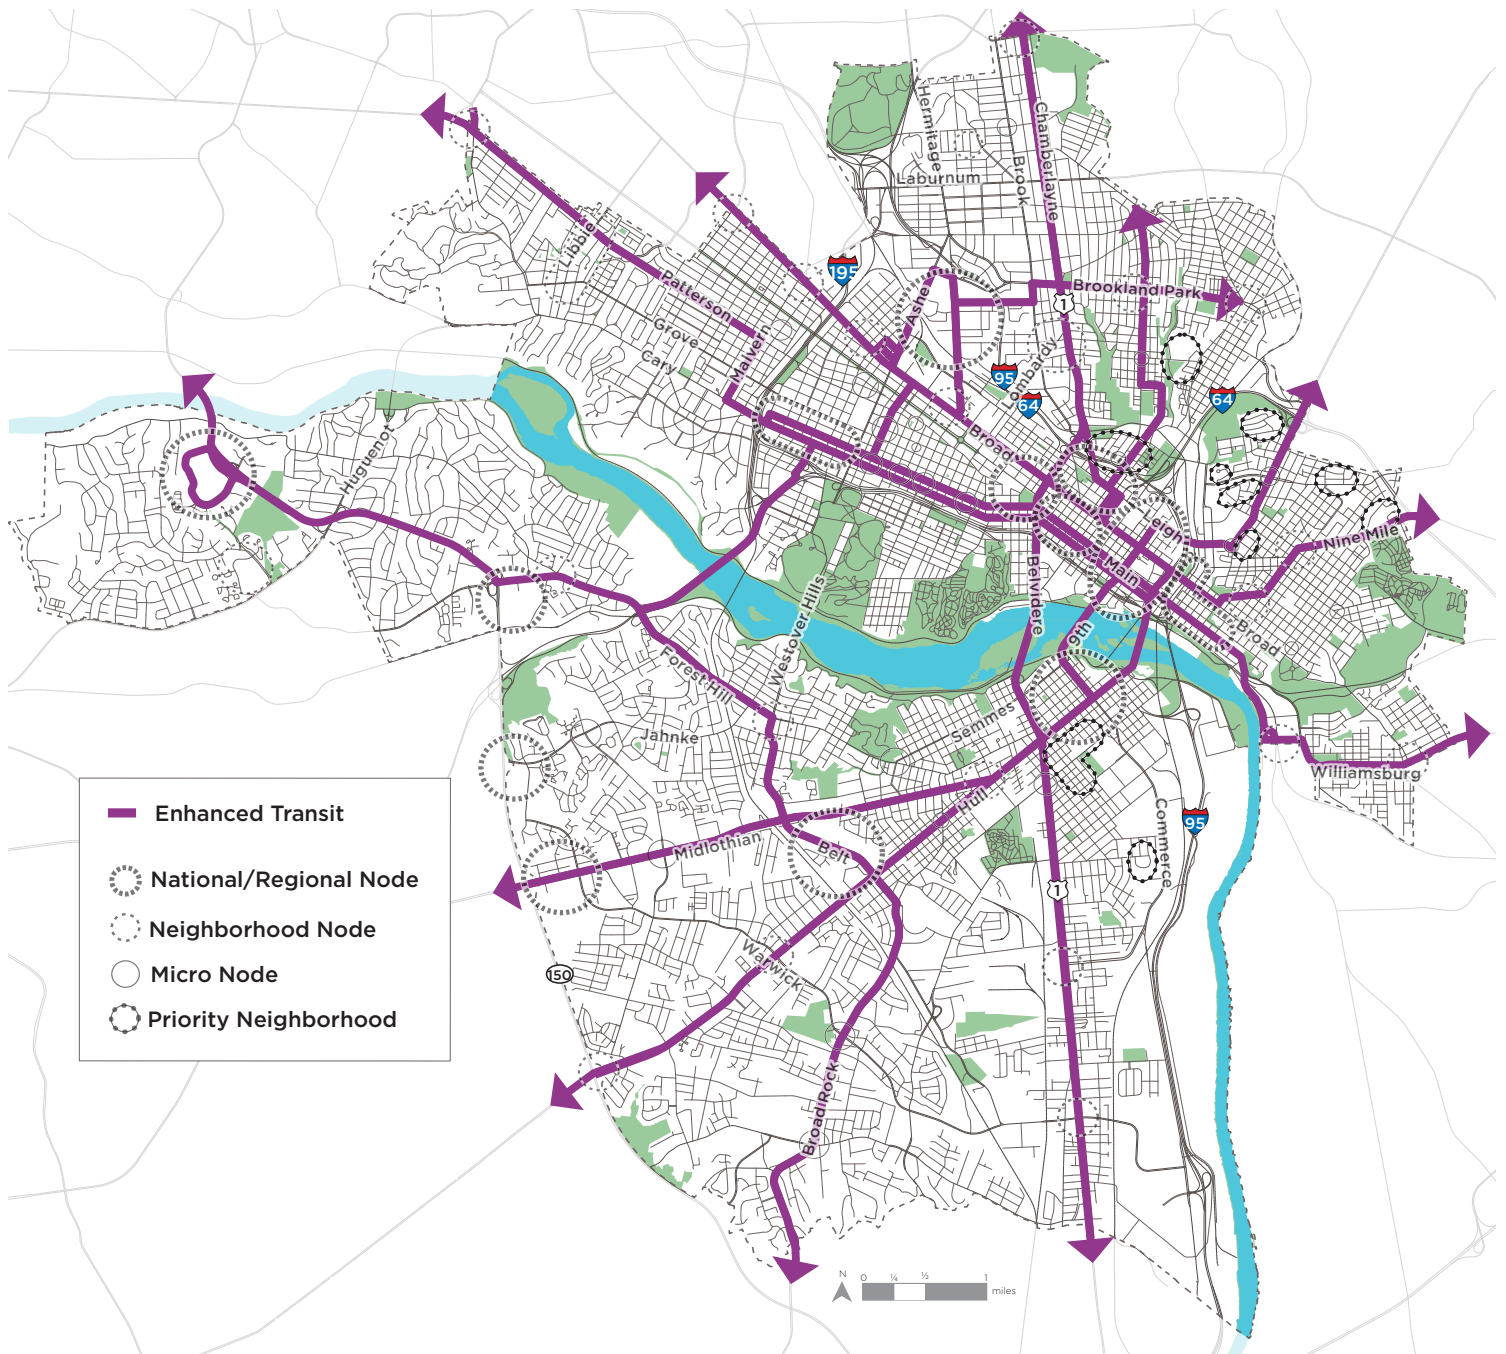 Hermitage
Chamberlayne
Brook
Laburnum
Libbie
Patterson
195
Ashe
Brookland Park
1
Grove
Cary
Malvern
95
64
Lombardy
64
Broad
Huguenot
Leigh
Nine Mile
Main
Belvidere
Westover Hills
9th
Broad
Forest Hill
Semmes
Jahnke
Williamsburg
Hull
Commerce
95
Midlothian
Belt
1
Warwick
150
Broad Rock
Enhanced Transit
National/Regional Node
Neighborhood Node
Micro Node
Priority Neighborhood
N
0 ¼ ½ 1
miles